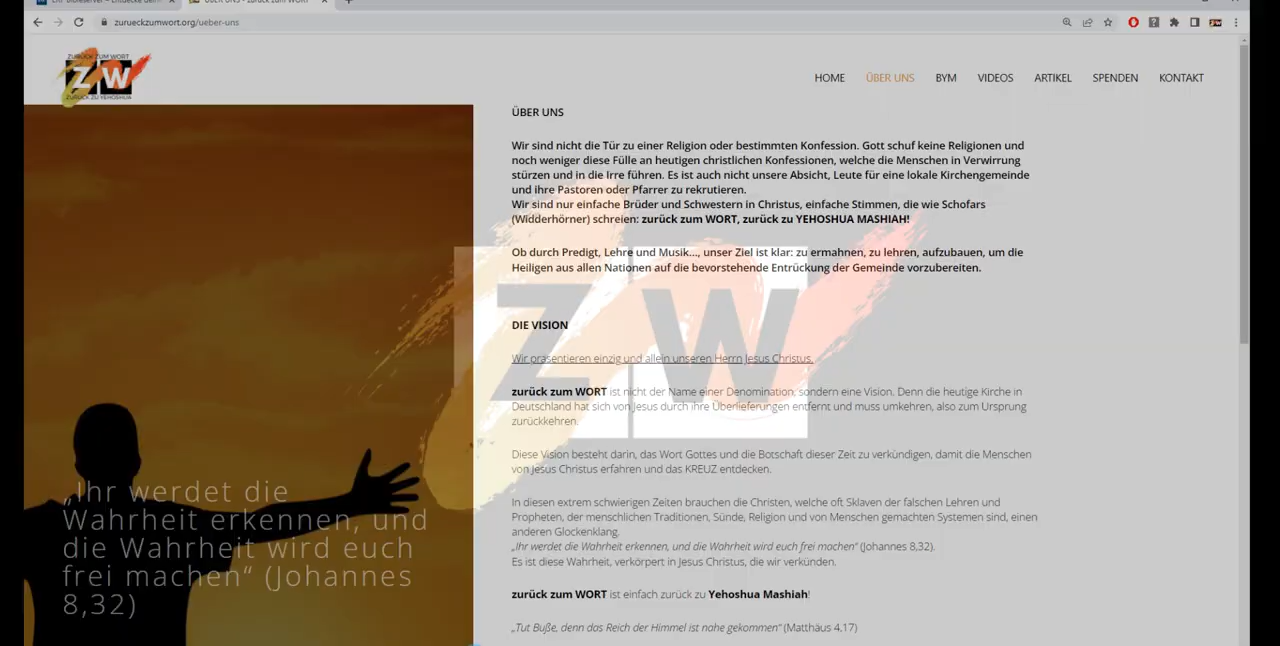 zurueckzumwort.org/ueber-uns
ZURÜCK ZUM WORT
Z W
ZURÜCK ZU YEHOSHUA
HOME ÜBER UNS BYM VIDEOS ARTIKEL SPENDEN KONTAKT
ÜBER UNS
Wir sind nicht die Tür zu einer Religion oder bestimmten Konfession. Gott schuf keine Religionen und
noch weniger diese Fülle an heutigen christlichen Konfessionen, welche die Menschen in Verwirrung
stürzen und in die Irre führen. Es ist auch nicht unsere Absicht, Leute für eine lokale Kirchengemeinde
und ihre Pastoren oder Pfarrer zu rekrutieren.
Wir sind nur einfache Brüder und Schwestern in Christus, einfache Stimmen, die wie Schofars
(Widderhörner) schreien: zurück zum WORT, zurück zu YEHOSHUA MASHIAH!
Ob durch Predigt, Lehre und Musik..., unser Ziel ist klar: zu ermahnen, zu lehren, aufzubauen, um die
Heiligen aus allen Nationen auf die bevorstehende Entrückung der Gemeinde vorzubereiten.
DIE VISION
Wir präsentieren einzig und allein unseren Herrn Jesus Christus.
zurück zum WORT ist nicht der Name einer Denomination, sondern eine Vision. Denn die heutige Kirche in
Deutschland hat sich von Jesus durch ihre Überlieferungen entfernt und muss umkehren, also zum Ursprung
zurückkehren.
Diese Vision besteht darin, das Wort Gottes und die Botschaft dieser Zeit zu verkündigen, damit die Menschen
von Jesus Christus erfahren und das KREUZ entdecken.
In diesen extrem schwierigen Zeiten brauchen die Christen, welche oft Sklaven der falschen Lehren und
Propheten, der menschlichen Traditionen, Sünde, Religion und von Menschen gemachten Systemen sind, einen
anderen Glockenklang.
„Ihr werdet die Wahrheit erkennen, und die Wahrheit wird euch frei machen“ (Johannes 8,32).
Es ist diese Wahrheit, verkörpert in Jesus Christus, die wir verkünden.
zurück zum WORT ist einfach zurück zu Yehoshua Mashiah!
„Tut Buße, denn das Reich der Himmel ist nahe gekommen“ (Matthäus 4,17)
„Ihr werdet die
Wahrheit erkennen, und
die Wahrheit wird euch
frei machen“ (Johannes
8,32)
ZW